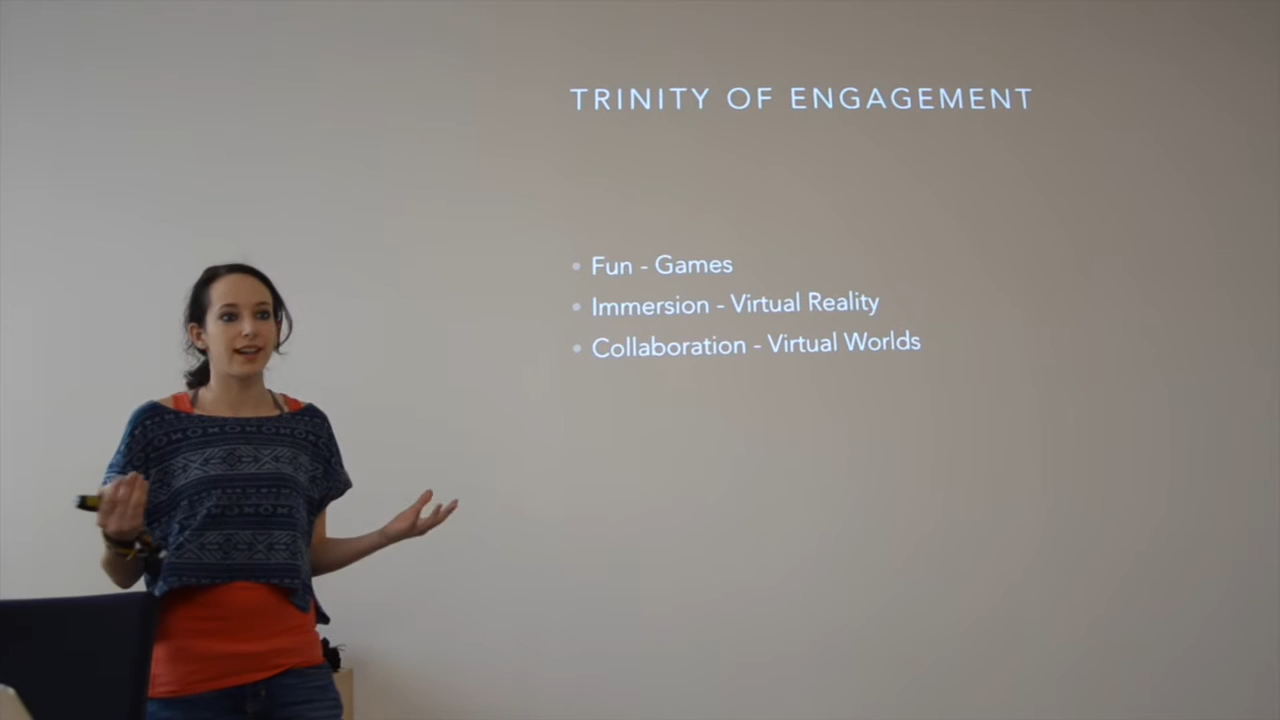 TRINITY OF ENGAGEMENT
• Fun - Games
• Immersion - Virtual Reality
• Collaboration - Virtual Worlds